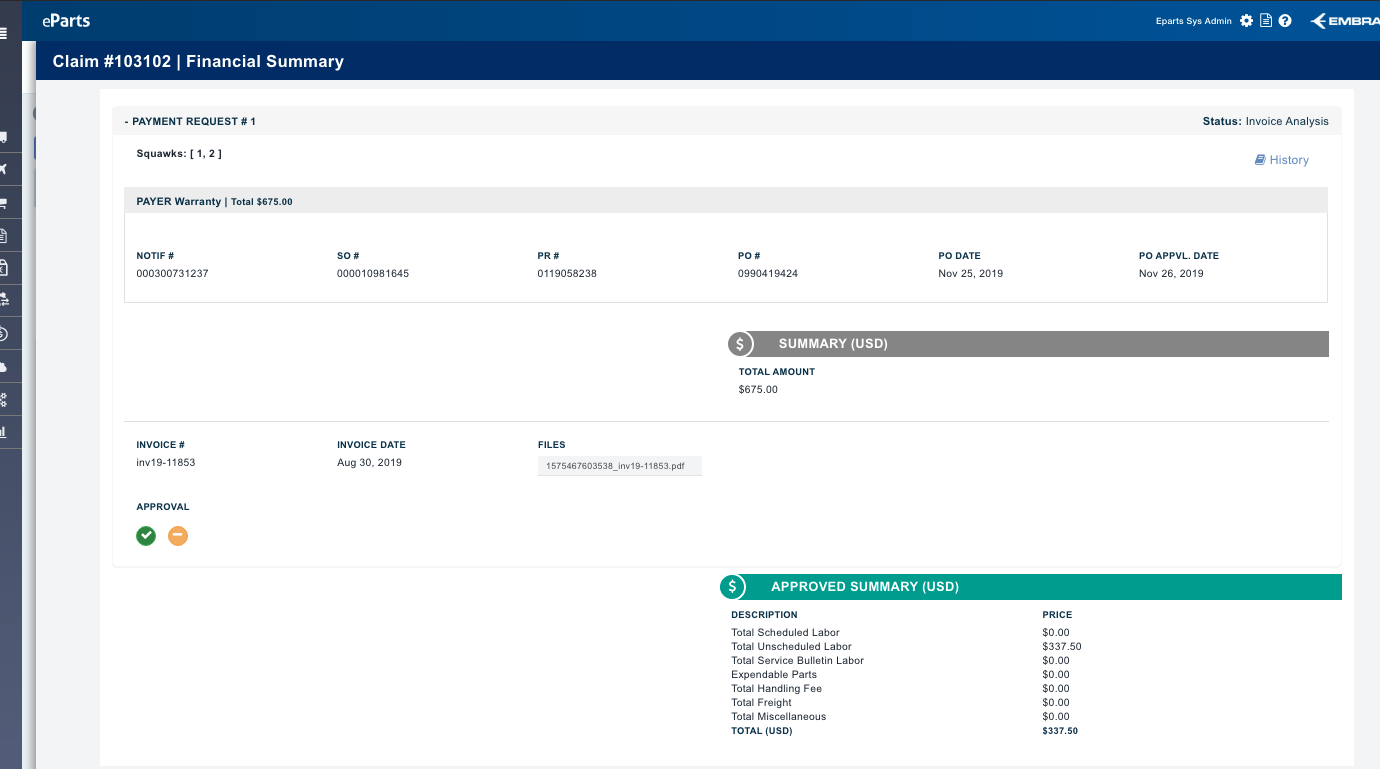 eParts
Eparts Sys Admin
EMBRA
Claim #103102 | Financial Summary
- PAYMENT REQUEST # 1
Status: Invoice Analysis
Squawks: [ 1, 2 ]
History
PAYER Warranty | Total $675.00
NOTIF # SO # PR # PO # PO DATE PO APPVL. DATE
000300731237 000010981645 0119058238 0990419424 Nov 25, 2019 Nov 26, 2019
$ SUMMARY (USD)
TOTAL AMOUNT
$675.00
INVOICE # INVOICE DATE FILES
inv19-11853 Aug 30, 2019 1575467603538_inv19-11853.pdf
APPROVAL
$ APPROVED SUMMARY (USD)
DESCRIPTION PRICE
Total Scheduled Labor $0.00
Total Unscheduled Labor $337.50
Total Service Bulletin Labor $0.00
Expendable Parts $0.00
Total Handling Fee $0.00
Total Freight $0.00
Total Miscellaneous $0.00
TOTAL (USD) $337.50